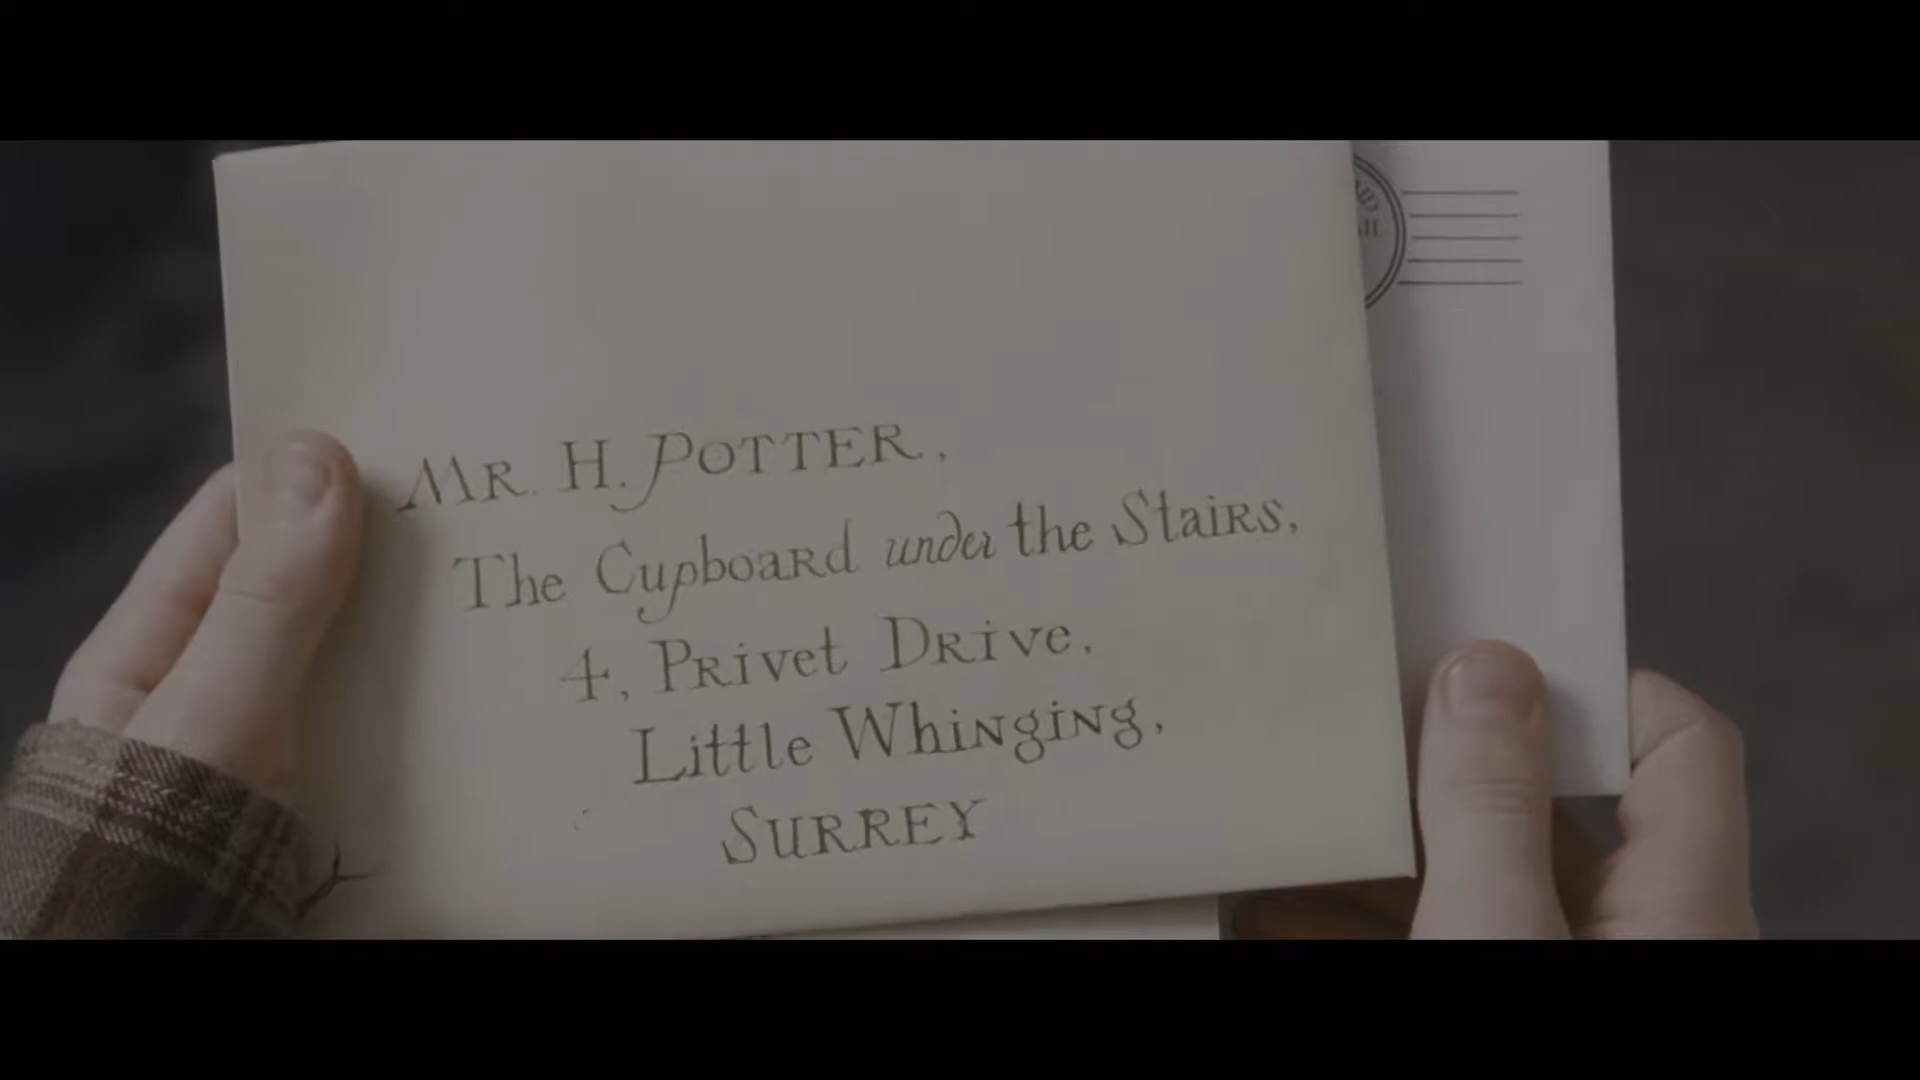 MR. H. POTTER,
The Cupboard under the Stairs,
4, Privet Drive,
Little Whinging,
SURREY